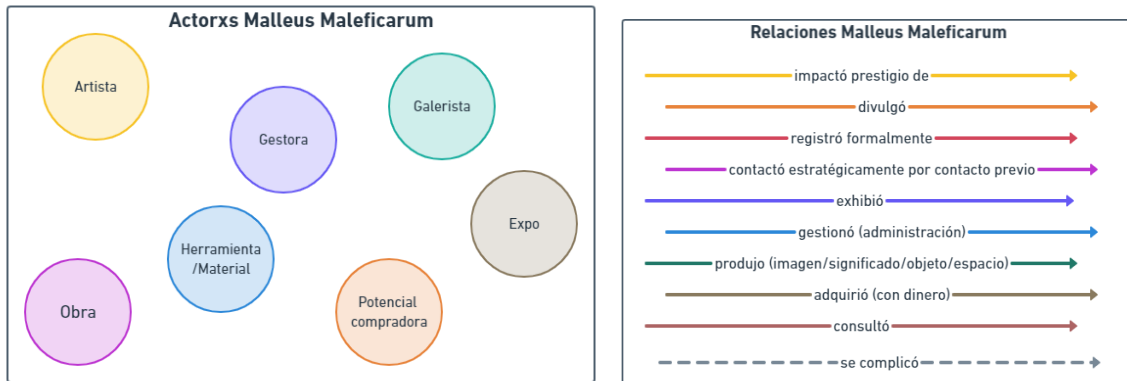 Actorxs Malleus Maleficarum
Artista
Galerista
Gestora
Expo
Herramienta
/Material
Obra
Potencial
compradora
Relaciones Malleus Maleficarum
impactó prestigio de
divulgó
registró formalmente
contactó estratégicamente por contacto previo
exhibió
gestionó (administración)
produjo (imagen/significado/objeto/espacio)
adquirió (con dinero)
consultó
se complicó